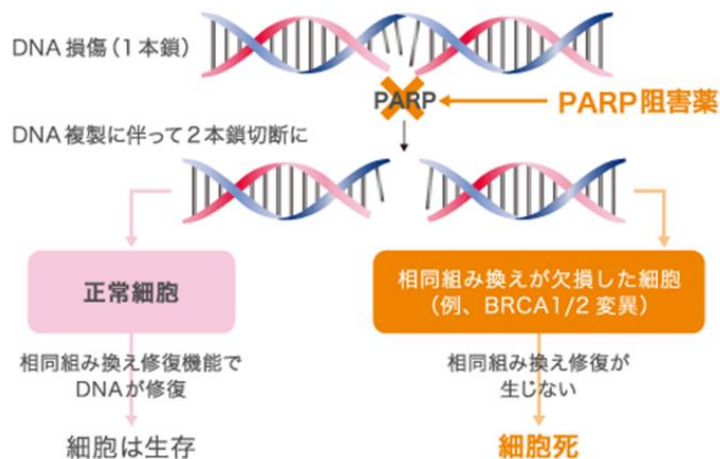 DNA 損傷（1 本鎖）
PARP
PARP 阻害薬
DNA 複製に伴って 2 本鎖切断に
正常細胞
相同組み換えが欠損した細胞
（例、BRCA1/2 変異）
相同組み換え修復機能で
DNAが修復
相同組み換え修復が
生じない
細胞は生存
細胞死